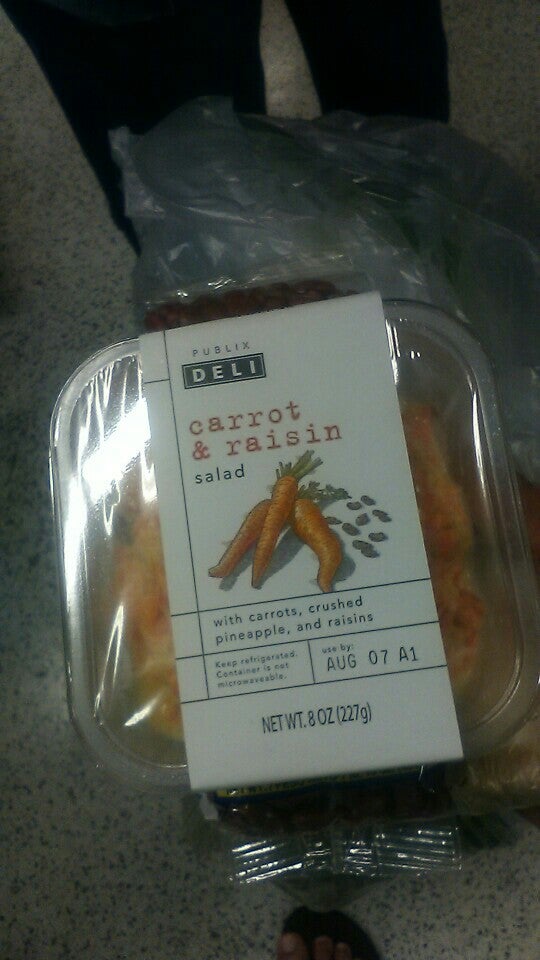 PUBLIX
DELI
carrot
& raisin
salad
with carrots, crushed
pineapple, and raisins
Keep refrigerated.
Container is not
microwaveable.
use by:
AUG 07 A1
NET WT. 8 OZ (227g)